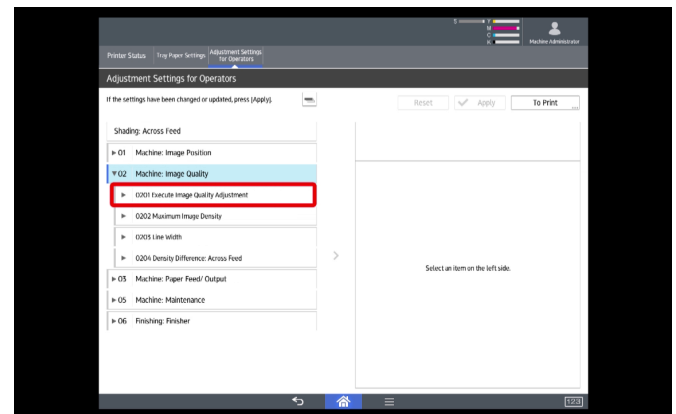 S Y
M
C
K
Machine Administrator
Printer Status Tray Paper Settings Adjustment Settings
for Operators
Adjustment Settings for Operators
If the settings have been changed or updated, press [Apply].
Reset Apply To Print
Shading: Across Feed
01 Machine: Image Position
02 Machine: Image Quality
0201 Execute Image Quality Adjustment
0202 Maximum Image Density
0203 Line Width
0204 Density Difference: Across Feed
03 Machine: Paper Feed/ Output
05 Machine: Maintenance
06 Finishing: Finisher
Select an item on the left side.
123